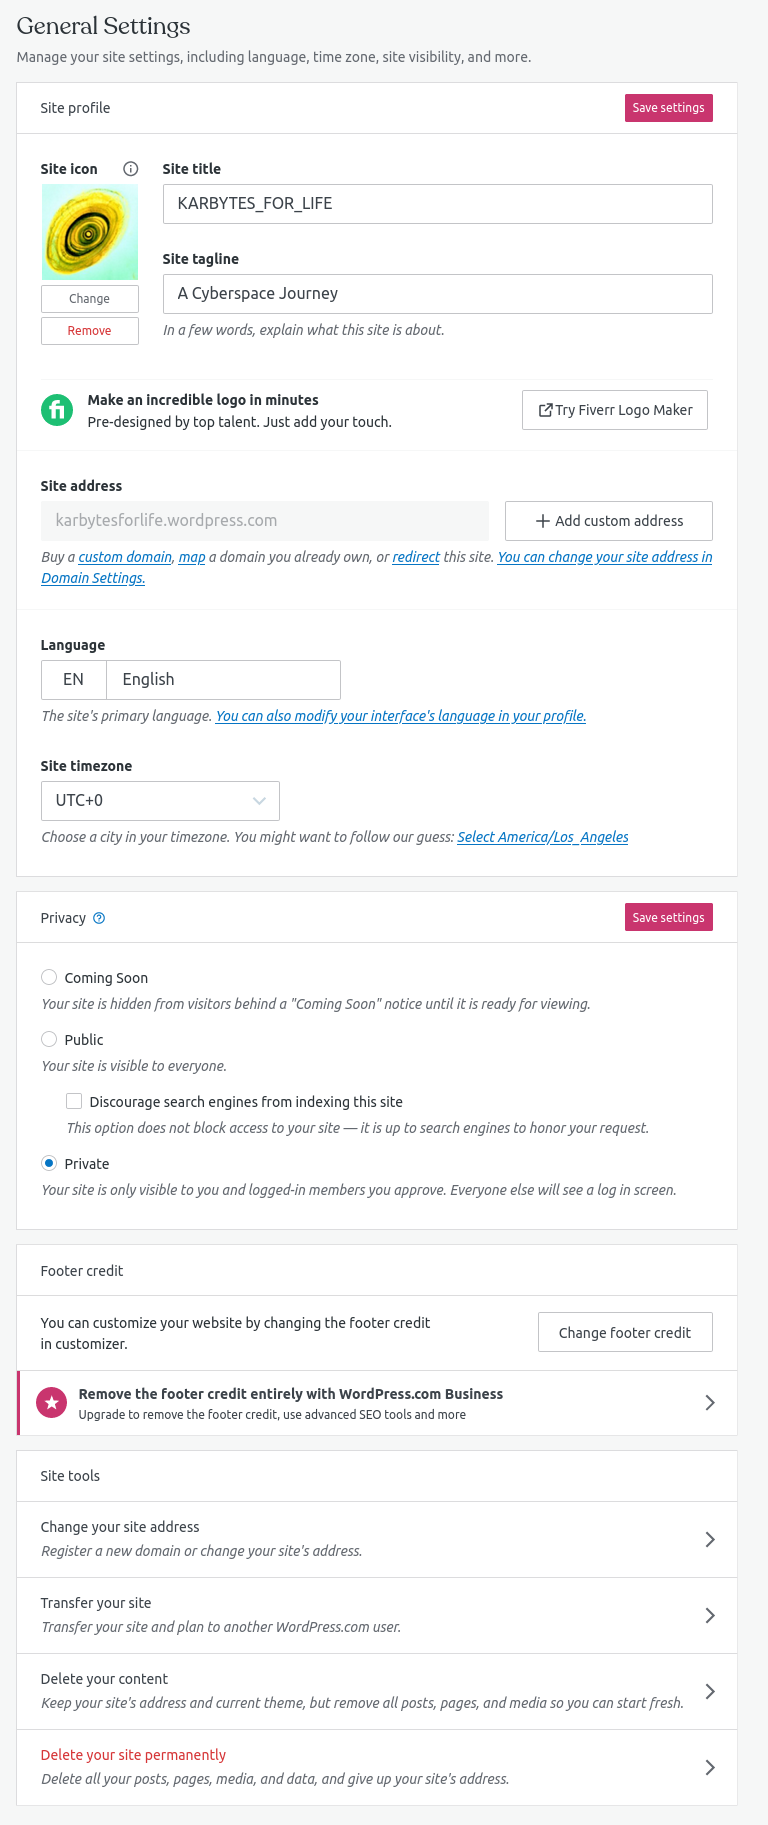 General Settings
Manage your site settings, including language, time zone, site visibility, and more.
Site profile
Save settings
Site icon
Site title
KARBYTES_FOR_LIFE
Site tagline
A Cyberspace Journey
Change
Remove
In a few words, explain what this site is about.
fi
Make an incredible logo in minutes
Pre-designed by top talent. Just add your touch.
Try Fiverr Logo Maker
Site address
karbytesforlife.wordpress.com
Add custom address
Buy a custom domain, map a domain you already own, or redirect this site. You can change your site address in
Domain Settings.
Language
EN English
The site's primary language. You can also modify your interface's language in your profile.
Site timezone
UTC+0
Choose a city in your timezone. You might want to follow our guess: Select America/Los_Angeles
Privacy
Save settings
Coming Soon
Your site is hidden from visitors behind a "Coming Soon" notice until it is ready for viewing.
Public
Your site is visible to everyone.
Discourage search engines from indexing this site
This option does not block access to your site — it is up to search engines to honor your request.
Private
Your site is only visible to you and logged-in members you approve. Everyone else will see a log in screen.
Footer credit
You can customize your website by changing the footer credit
in customizer.
Change footer credit
Remove the footer credit entirely with WordPress.com Business
Upgrade to remove the footer credit, use advanced SEO tools and more
Site tools
Change your site address
Register a new domain or change your site's address.
Transfer your site
Transfer your site and plan to another WordPress.com user.
Delete your content
Keep your site's address and current theme, but remove all posts, pages, and media so you can start fresh.
Delete your site permanently
Delete all your posts, pages, media, and data, and give up your site's address.